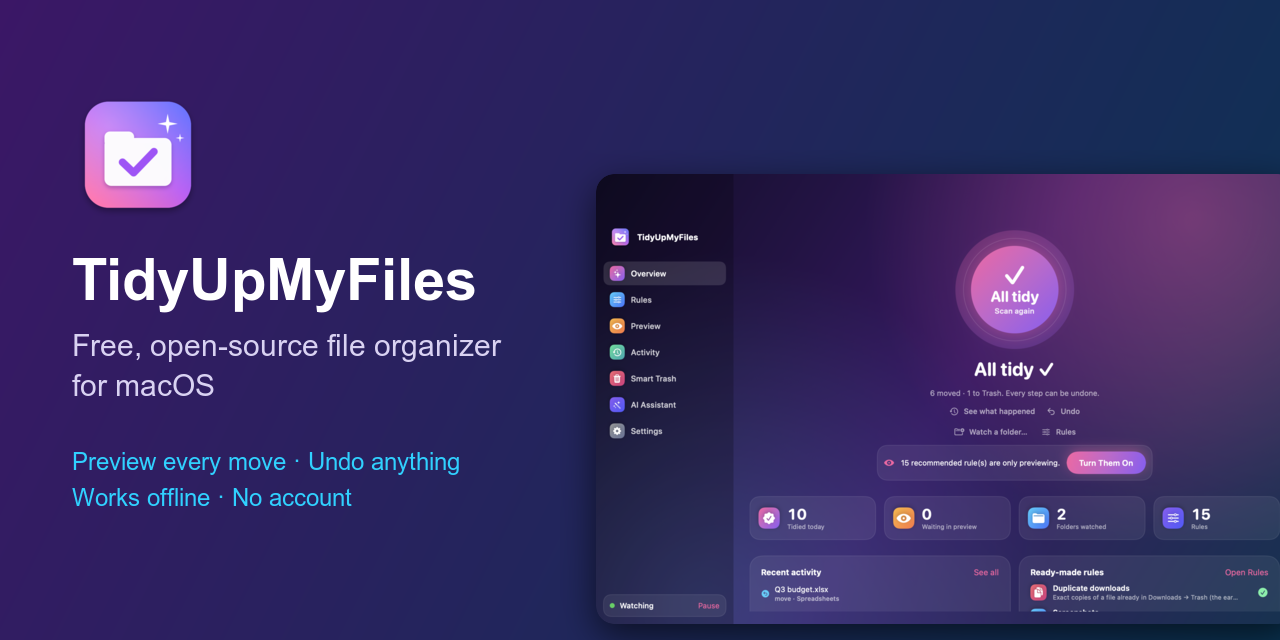 TidyUpMyFiles
Free, open-source file organizer
for macOS
Preview every move · Undo anything
Works offline · No account
TidyUpMyFiles
Overview
Rules
Preview
Activity
Smart Trash
AI Assistant
Settings
Watching
Pause
All tidy
Scan again
All tidy ✓
6 moved · 1 to Trash. Every step can be undone.
See what happened
Undo
Watch a folder...
Rules
15 recommended rule(s) are only previewing.
Turn Them On
10
Tidied today
0
Waiting in preview
2
Folders watched
15
Rules
Recent activity
See all
Q3 budget.xlsx
move · Spreadsheets
Ready-made rules
Open Rules
Duplicate downloads
Exact copies of a file already in Downloads → Trash (the ear...